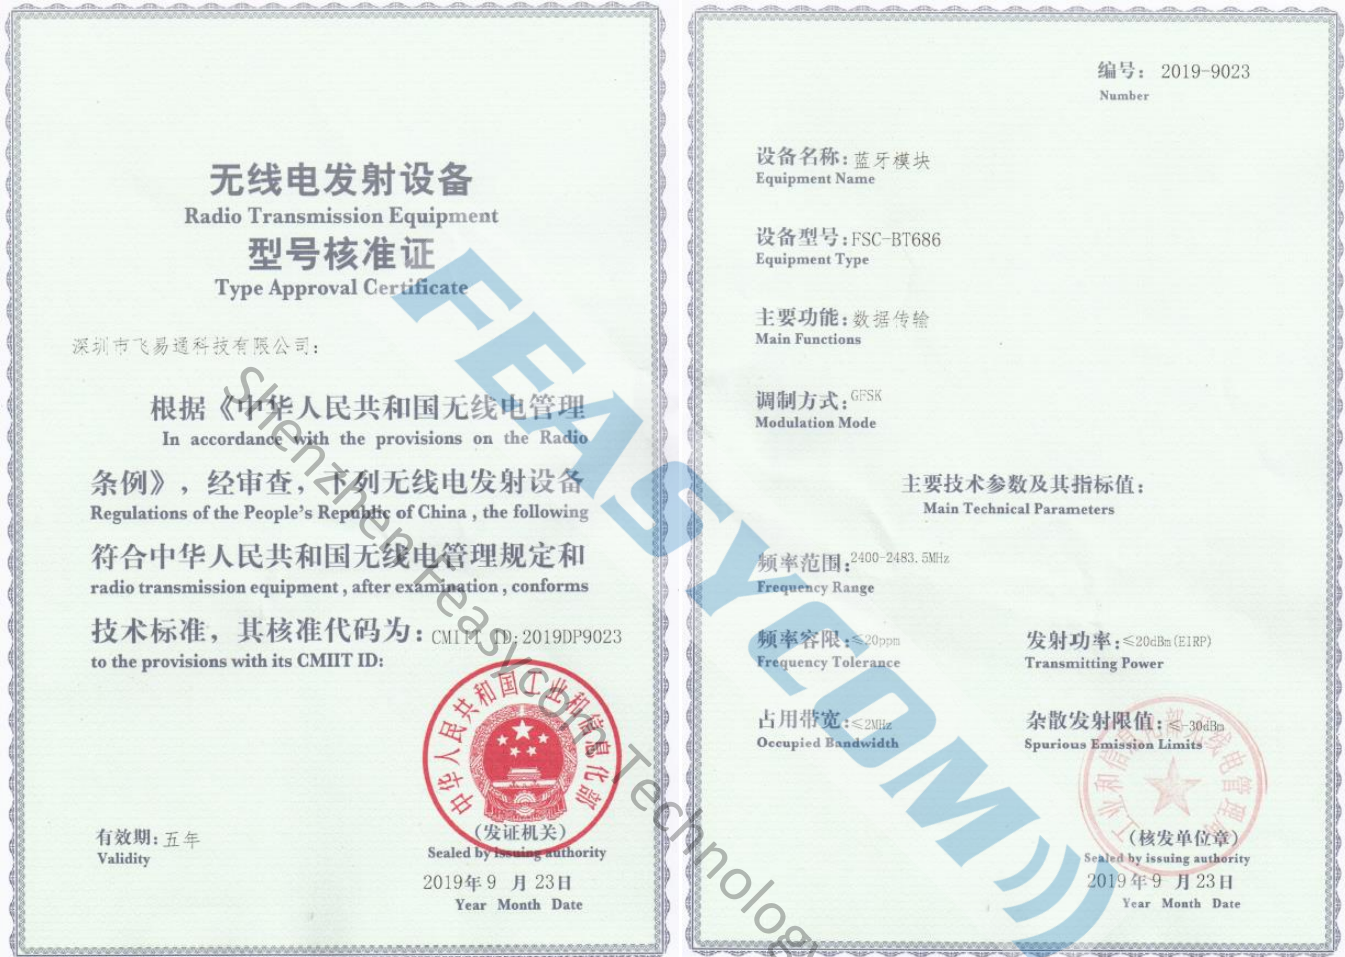 无线电发射设备
Radio Transmission Equipment
型号核准证
Type Approval Certificate
深圳市飞易通科技有限公司：
根据《中华人民共和国无线电管理
In accordance with the provisions on the Radio
条例》，经审查，下列无线电发射设备
Regulations of the People's Republic of China , the following
符合中华人民共和国无线电管理规定和
radio transmission equipment , after examination , conforms
技术标准，其核准代码为：CMIIT ID:2019DP9023
to the provisions with its CMIIT ID:
中华人民共和国工业和信息化部
有效期：五年
Validity
（发证机关）
Sealed by issuing authority
2019年 9 月 23日
Year Month Date
编号： 2019-9023
Number
设备名称：蓝牙模块
Equipment Name
设备型号：FSC-BT686
Equipment Type
主要功能：数据传输
Main Functions
调制方式：GFSK
Modulation Mode
主要技术参数及其指标值：
Main Technical Parameters
频率范围：2400-2483.5MHz
Frequency Range
频率容限：≤20ppm
Frequency Tolerance
发射功率：≤20dBm(EIRP)
Transmitting Power
占用带宽：≤2MHz
Occupied Bandwidth
杂散发射限值：≤-30dBm
Spurious Emission Limits
工业和信息化部无线电管理局
（核发单位章）
Sealed by issuing authority
2019年 9 月 23日
Year Month Date
FEASYCOM
Shenzhen Feasycom Technology